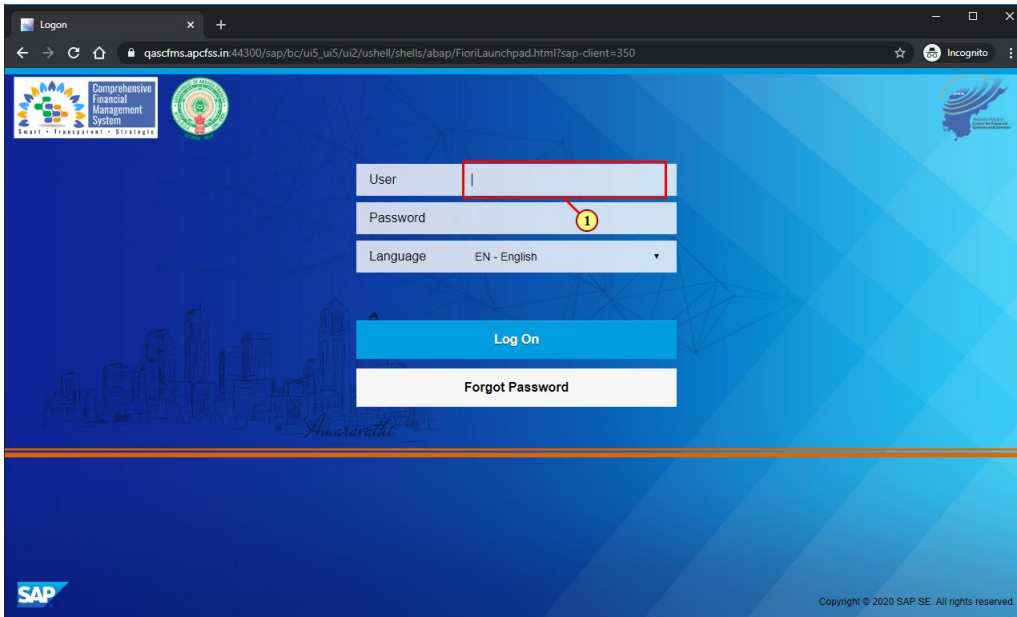 Logon
qascfms.apcfss.in:44300/sap/bc/ui5_ui5/ui2/ushell/shells/abap/FioriLaunchpad.html?sap-client=350
Incognito
Comprehensive
Financial
Management
System
Smart - Transparent - Strategic
User
1
Password
Language EN - English
Log On
Forgot Password
Amaravathi
SAP
Copyright © 2020 SAP SE. All rights reserved.